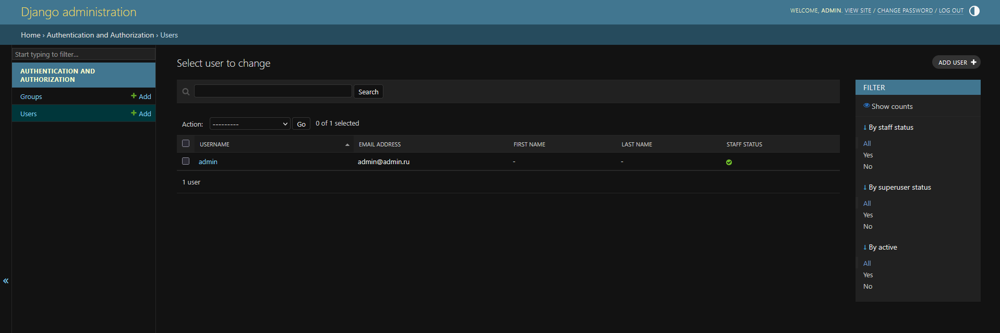 Django administration
WELCOME, ADMIN. VIEW SITE / CHANGE PASSWORD / LOG OUT
Home › Authentication and Authorization › Users
Start typing to filter...
AUTHENTICATION AND
AUTHORIZATION
Groups + Add
Users + Add
«
Select user to change
ADD USER +
Search
Action: --------- Go 0 of 1 selected
USERNAME EMAIL ADDRESS FIRST NAME LAST NAME STAFF STATUS
admin admin@admin.ru - -
1 user
FILTER
Show counts
↓ By staff status
All
Yes
No
↓ By superuser status
All
Yes
No
↓ By active
All
Yes
No